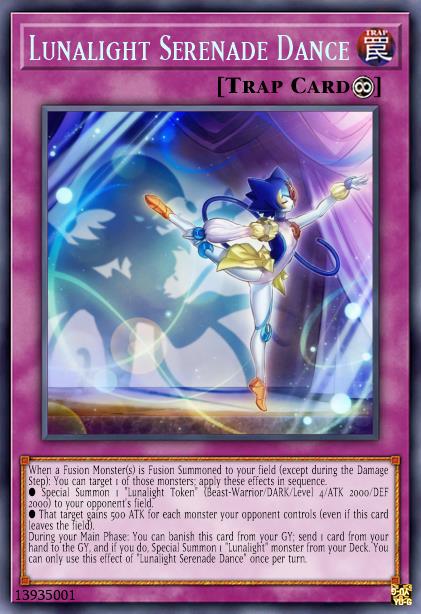 Lunalight Serenade Dance
TRAP
罠
[Trap Card∞]
When a Fusion Monster(s) is Fusion Summoned to your field (except during the Damage
Step): You can target 1 of those monsters; apply these effects in sequence.
● Special Summon 1 "Lunalight Token" (Beast-Warrior/DARK/Level 4/ATK 2000/DEF
2000) to your opponent's field.
● That target gains 500 ATK for each monster your opponent controls (even if this card
leaves the field).
During your Main Phase: You can banish this card from your GY; send 1 card from your
hand to the GY, and if you do, Special Summon 1 "Lunalight" monster from your Deck. You
can only use this effect of "Lunalight Serenade Dance" once per turn.
13935001